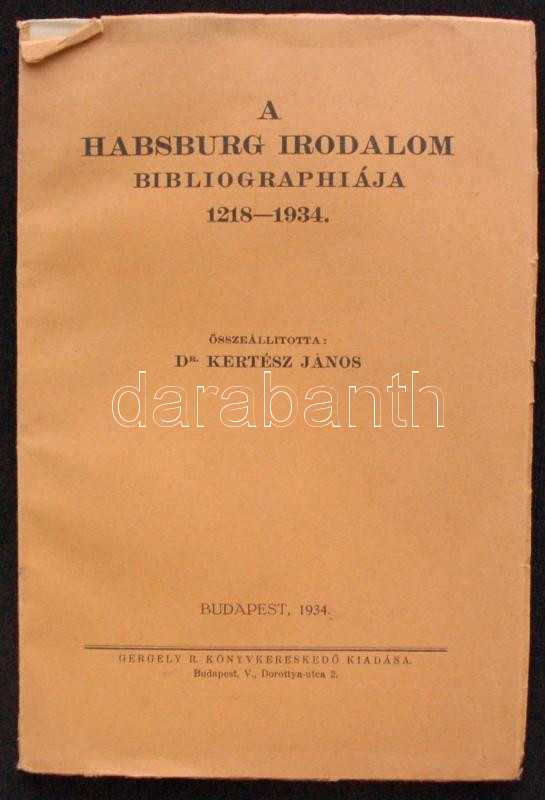 A
HABSBURG IRODALOM
BIBLIOGRAPHIÁJA
1218—1934.
ÖSSZEÁLLITOTTA:
DR. KERTÉSZ JÁNOS
darabanth
BUDAPEST, 1934.
GERGELY R. KÖNYVKERESKEDŐ KIADÁSA.
Budapest, V., Dorottya-utca 2.